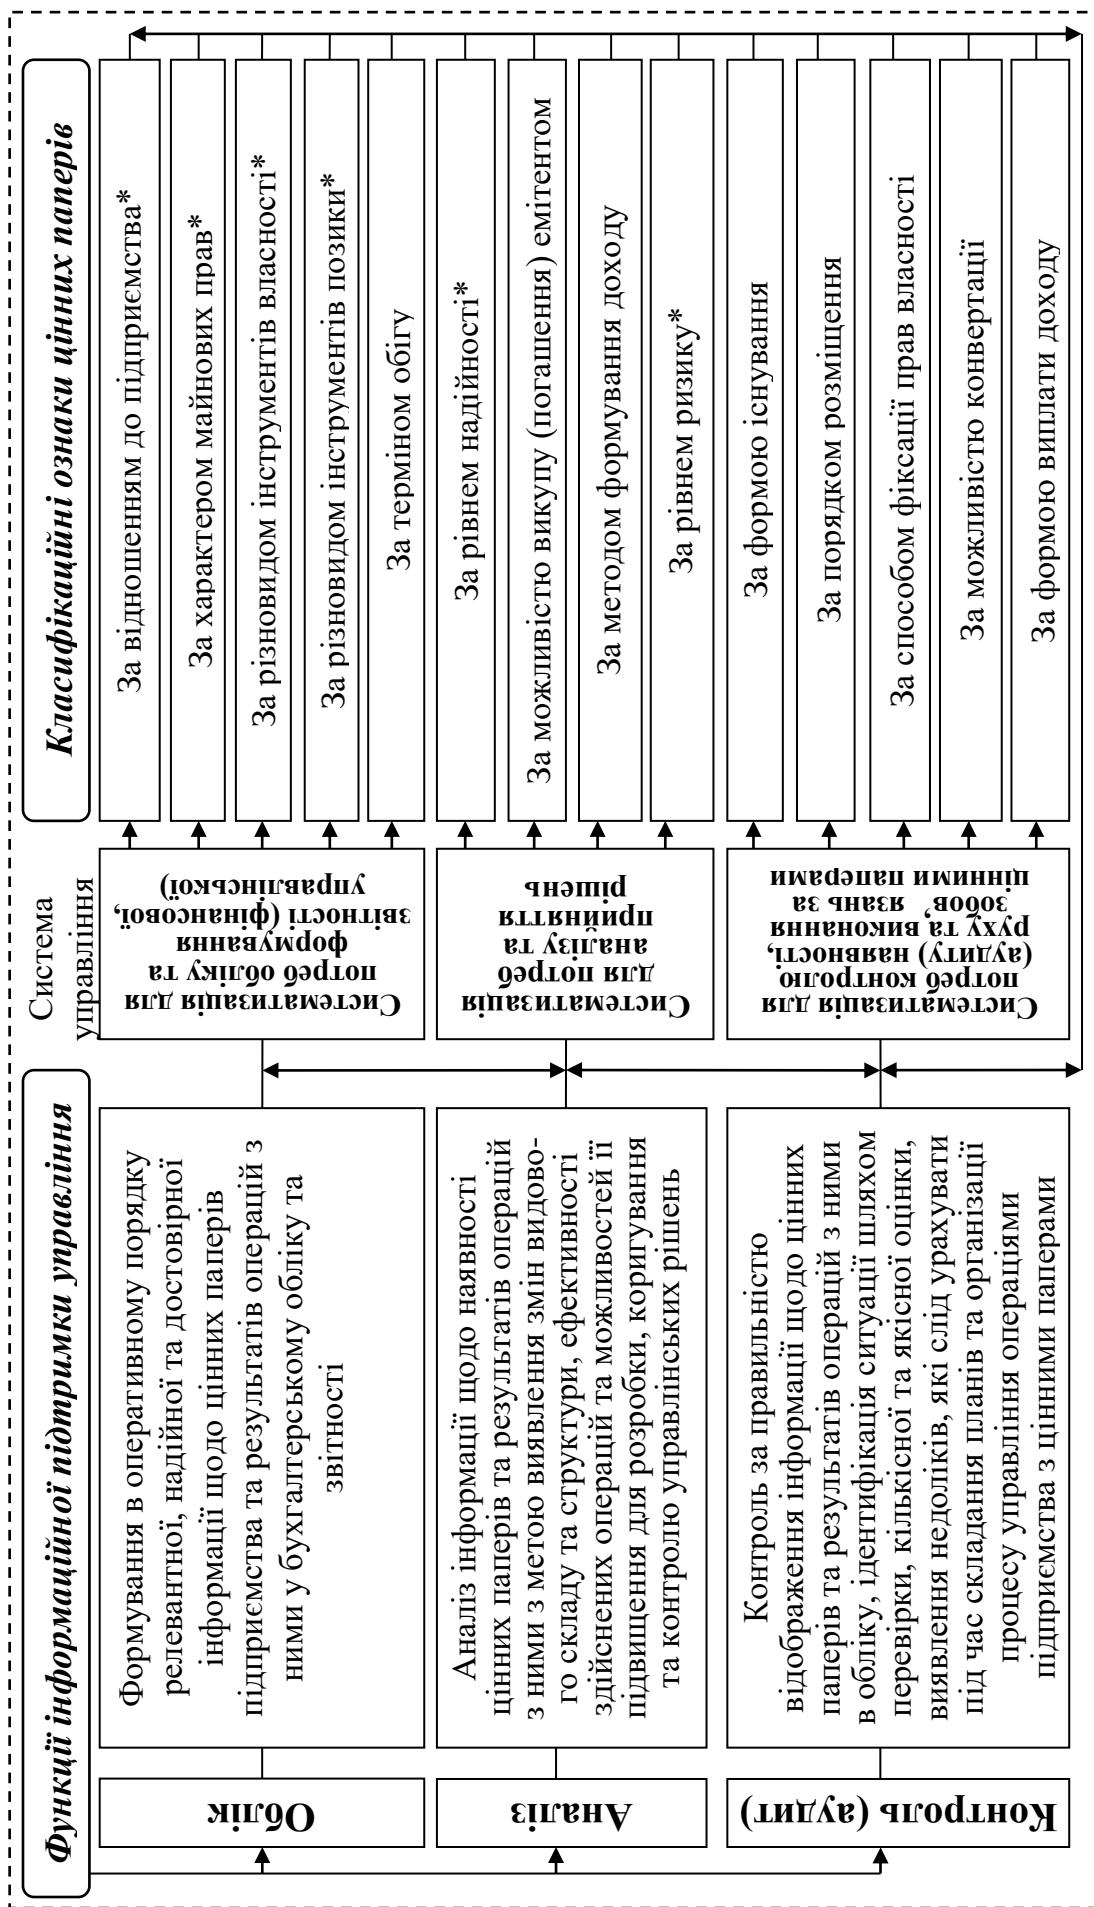 Функції інформаційної підтримки управління
Система
управління
Класифікаційні ознаки цінних паперів
Облік
Формування в оперативному порядку
релевантної, надійної та достовірної
інформації щодо цінних паперів
підприємства та результатів операцій з
ними у бухгалтерському обліку та
звітності
Систематизація для
потреб обліку та
формування
звітності (фінансової,
управлінської)
За відношенням до підприємства*
За характером майнових прав*
За різновидом інструментів власності*
За різновидом інструментів позики*
За терміном обігу
Аналіз
Аналіз інформації щодо наявності
цінних паперів та результатів операцій
з ними з метою виявлення змін видово-
го складу та структури, ефективності
здійснених операцій та можливостей її
підвищення для розробки, коригування
та контролю управлінських рішень
Систематизація
для потреб
аналізу та
прийняття
рішень
За рівнем надійності*
За можливістю викупу (погашення) емітентом
За методом формування доходу
За рівнем ризику*
Контроль (аудит)
Контроль за правильністю
відображення інформації щодо цінних
паперів та результатів операцій з ними
в обліку, ідентифікація ситуації шляхом
перевірки, кількісної та якісної оцінки,
виявлення недоліків, які слід урахувати
під час складання планів та організації
процесу управління операціями
підприємства з цінними паперами
Систематизація для
потреб контролю
(аудиту) наявності,
руху та виконання
зобов’язань за
цінними паперами
За формою існування
За порядком розміщення
За способом фіксації прав власності
За можливістю конвертації
За формою виплати доходу